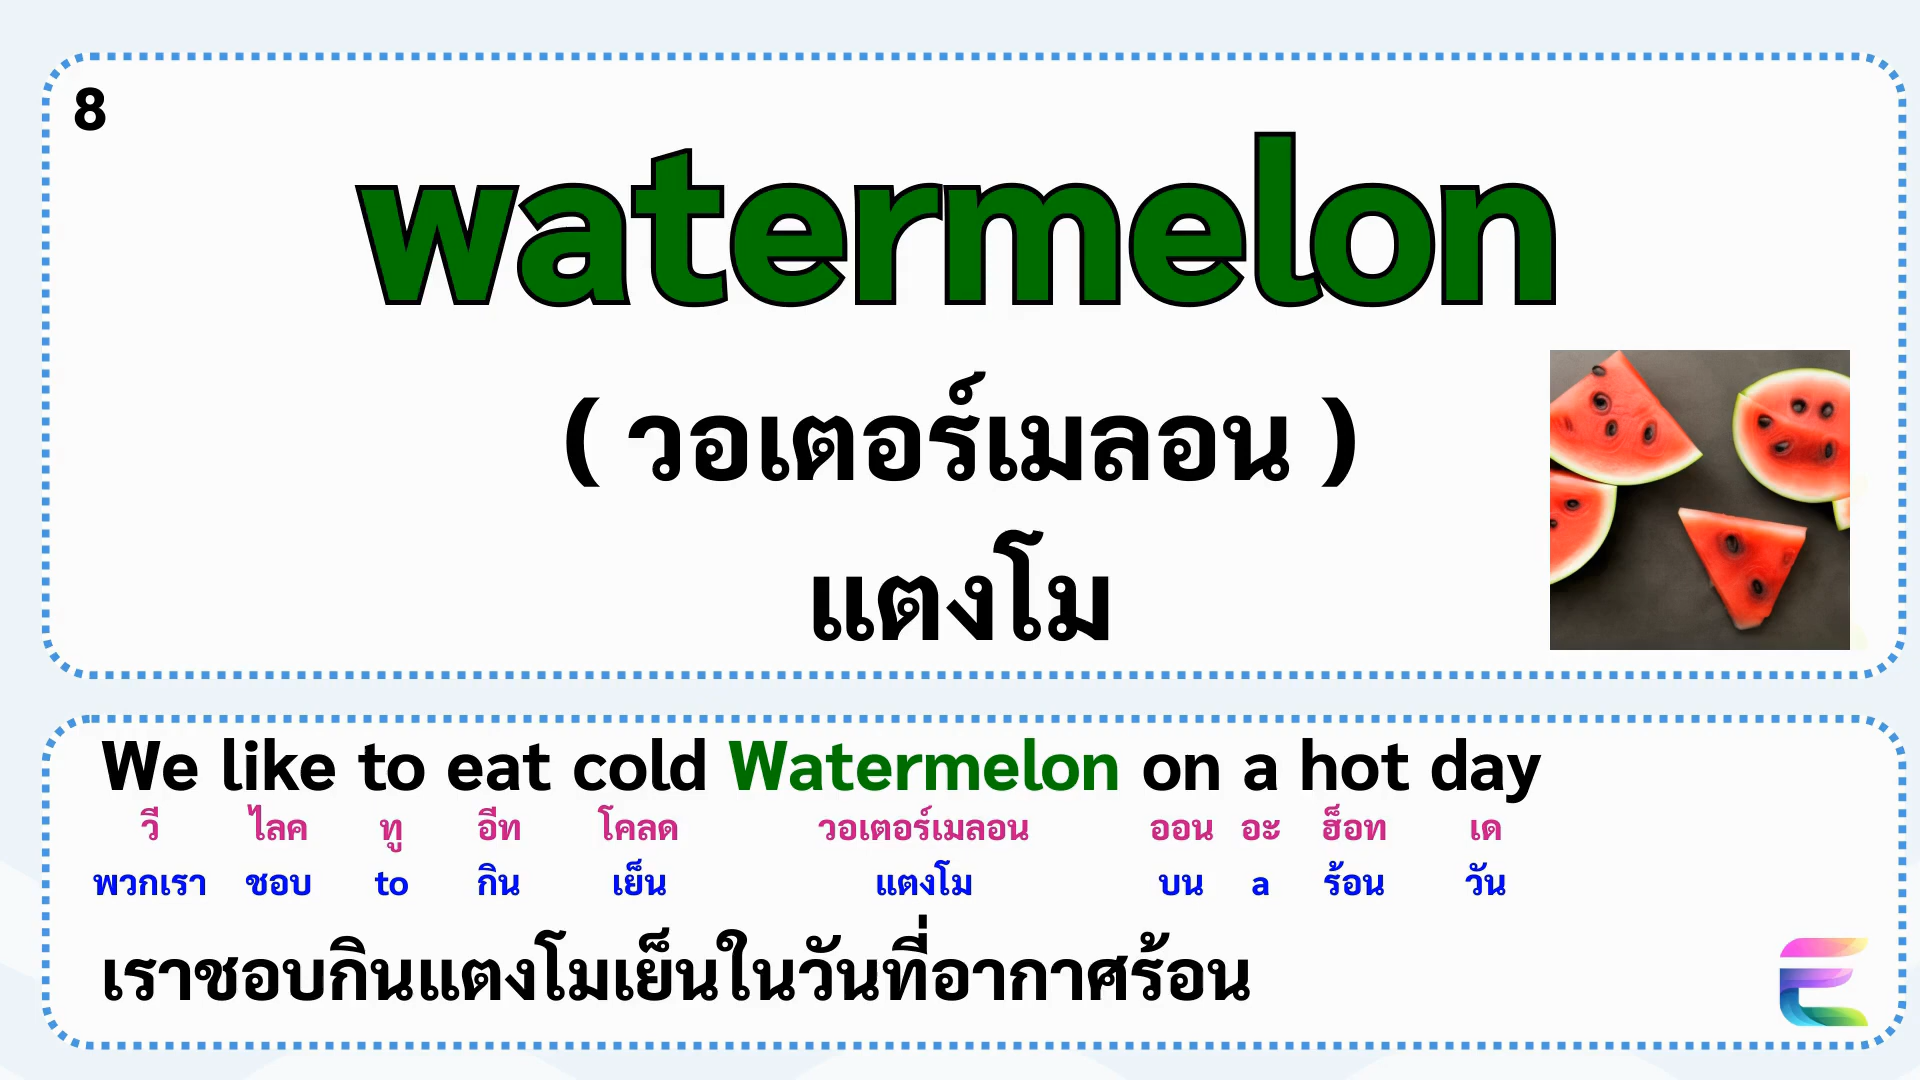 8
watermelon
( วอเตอร์เมลอน )
แตงโม
We like to eat cold Watermelon on a hot day
วี ไลค ทู อีท โคลด วอเตอร์เมลอน ออน อะ ฮ็อท เด
พวกเรา ชอบ to กิน เย็น แตงโม บน a ร้อน วัน
เราชอบกินแตงโมเย็นในวันที่อากาศร้อน